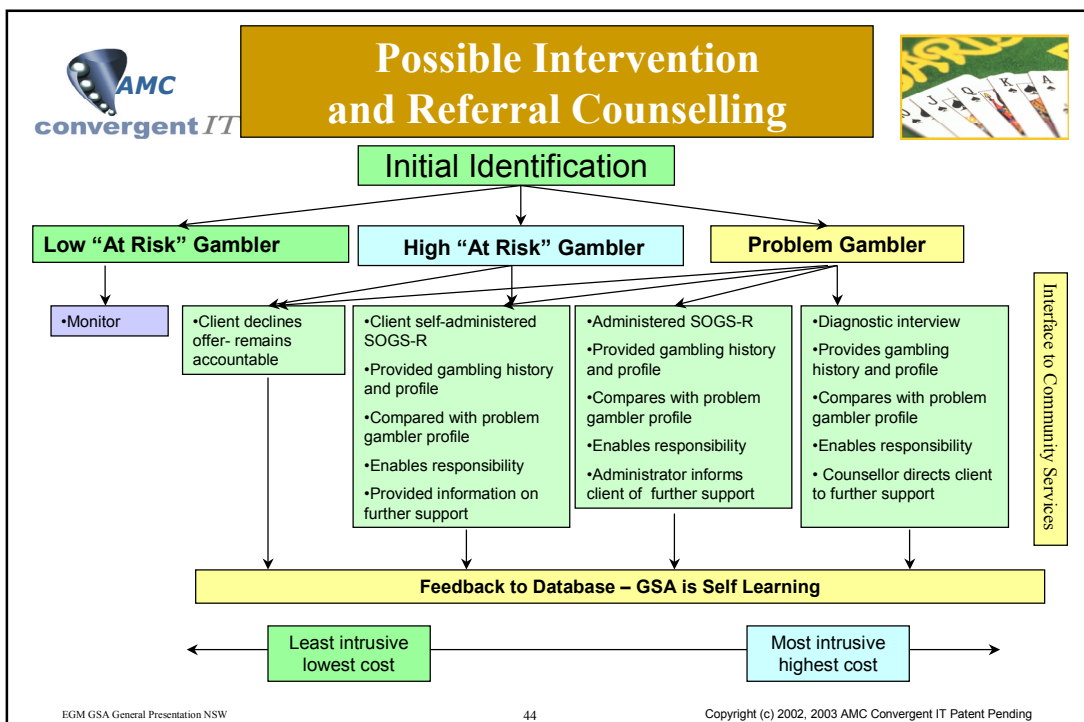 AMC
convergent IT
Possible Intervention
and Referral Counselling
CARD
J Q K A
Initial Identification
Low “At Risk” Gambler
High “At Risk” Gambler
Problem Gambler
•Monitor
•Client declines
offer- remains
accountable
•Client self-administered
SOGS-R
•Provided gambling history
and profile
•Compared with problem
gambler profile
•Enables responsibility
•Provided information on
further support
•Administered SOGS-R
•Provided gambling history
and profile
•Compares with problem
gambler profile
•Enables responsibility
•Administrator informs
client of  further support
•Diagnostic interview
•Provides gambling
history and profile
•Compares with problem
gambler profile
•Enables responsibility
• Counsellor directs client
to further support
Interface to Community Services
Feedback to Database – GSA is Self Learning
Least intrusive
lowest cost
Most intrusive
highest cost
EGM GSA General Presentation NSW
44
Copyright (c) 2002, 2003 AMC Convergent IT Patent Pending